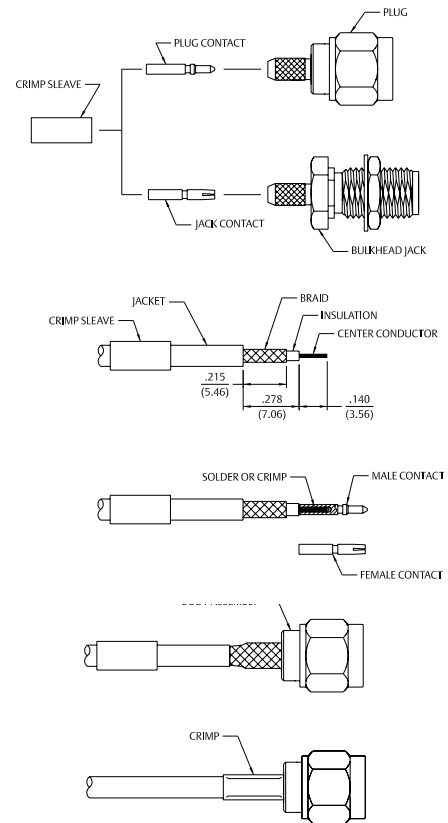 PLUG
PLUG CONTACT
CRIMP SLEAVE
JACK CONTACT
BULKHEAD JACK
JACKET
BRAID
INSULATION
CRIMP SLEAVE
CENTER CONDUCTOR
.215
(5.46)
.278
(7.06)
.140
(3.56)
SOLDER OR CRIMP
MALE CONTACT
FEMALE CONTACT
CRIMP